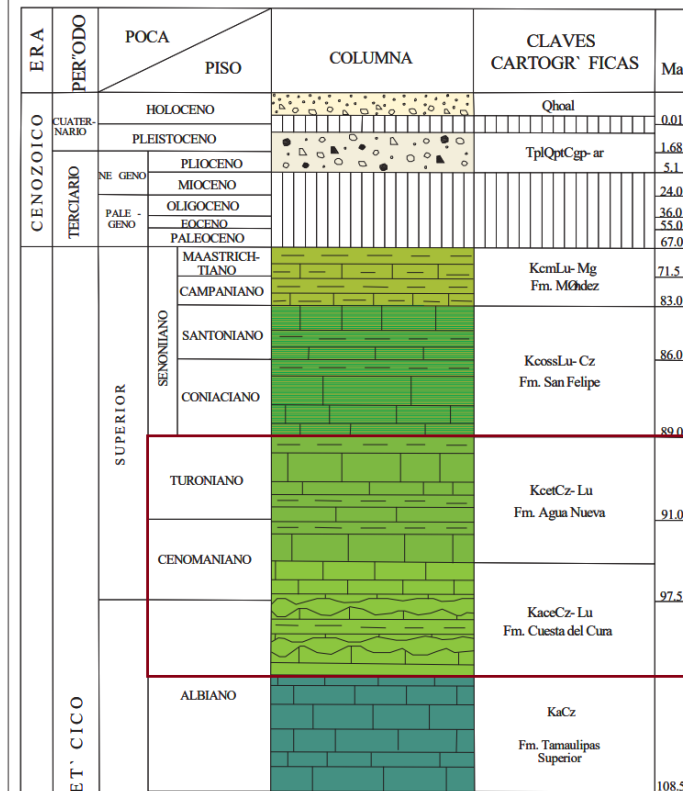 ERA
PER"ODO
POCA
PISO
COLUMNA
CLAVES
CARTOGR` FICAS
Ma
CENOZOICO
CUATER-
NARIO
HOLOCENO
Qhoal
0.01
PLEISTOCENO
TplQptCgp- ar
1.68
TERCIARIO
NE GENO
PLIOCENO
5.1
MIOCENO
24.0
PALE -
GENO
OLIGOCENO
36.0
EOCENO
55.0
PALEOCENO
67.0
ET` CICO
SUPERIOR
SENONIIANO
MAASTRICH-
TIANO
KcmLu- Mg
Fm. MØndez
71.5
CAMPANIANO
83.0
SANTONIANO
KcossLu- Cz
Fm. San Felipe
86.0
CONIACIANO
89.0
TURONIANO
KcetCz- Lu
Fm. Agua Nueva
91.0
CENOMANIANO
97.5
KaceCz- Lu
Fm. Cuesta del Cura
ALBIANO
KaCz
Fm. Tamaulipas
Superior
108.5